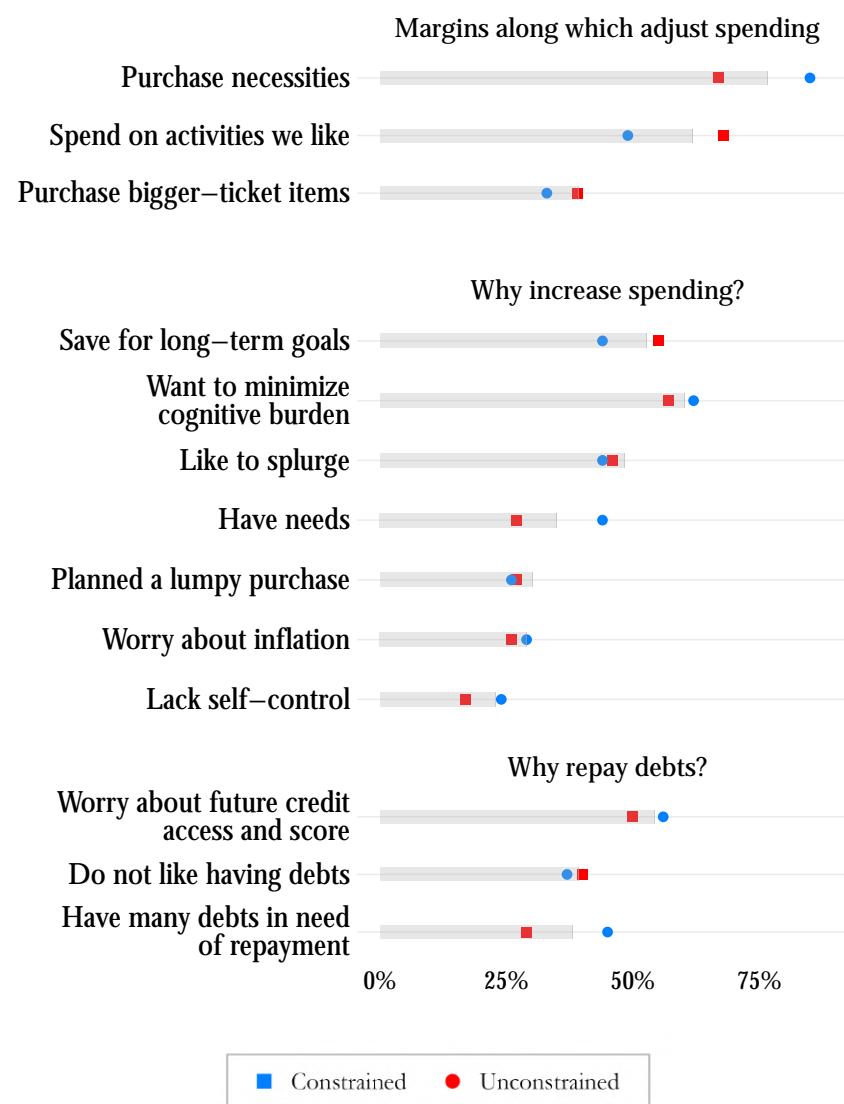 Margins along which adjust spending
Purchase necessities
Spend on activities we like
Purchase bigger−ticket items
Why increase spending?
Save for long−term goals
Want to minimize
cognitive burden
Like to splurge
Have needs
Planned a lumpy purchase
Worry about inflation
Lack self−control
Why repay debts?
Worry about future credit
access and score
Do not like having debts
Have many debts in need
of repayment
0% 25% 50% 75%
Constrained Unconstrained